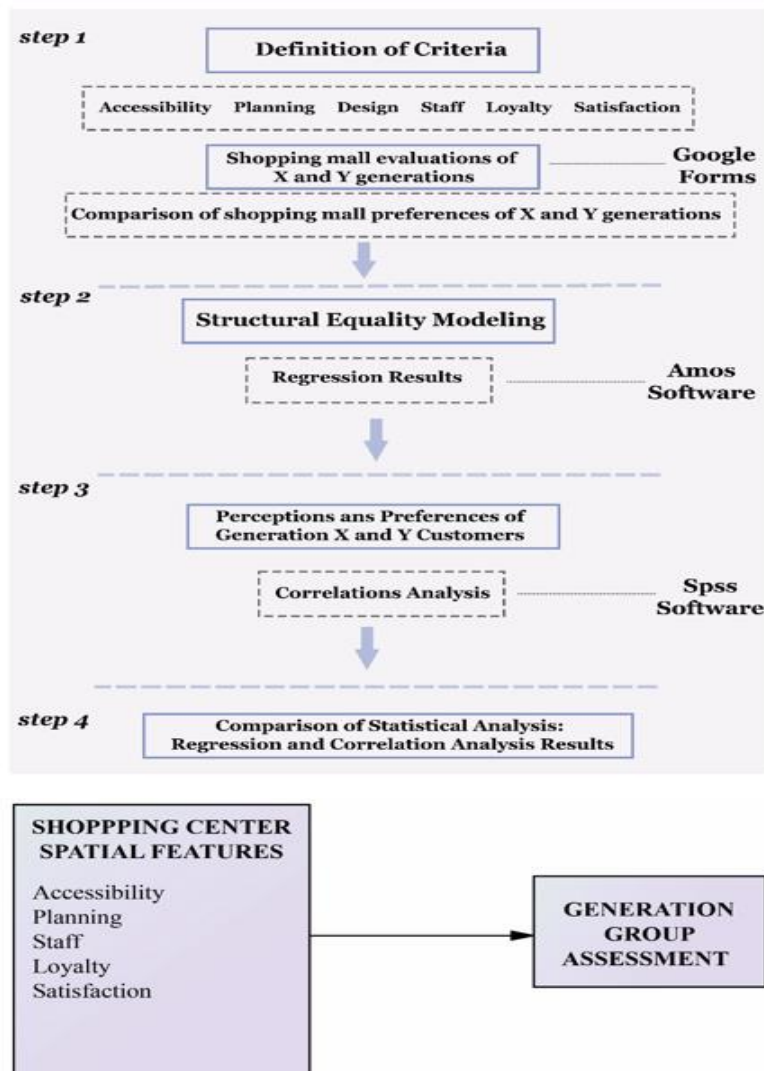 step 1
Definition of Criteria
Accessibility Planning Design Staff Loyalty Satisfaction
Shopping mall evaluations of
X and Y generations
Google
Forms
Comparison of shopping mall preferences of X and Y generations
step 2
Structural Equality Modeling
Regression Results
Amos
Software
step 3
Perceptions ans Preferences of
Generation X and Y Customers
Correlations Analysis
Spss
Software
step 4
Comparison of Statistical Analysis:
Regression and Correlation Analysis Results
SHOPPPING CENTER
SPATIAL FEATURES
Accessibility
Planning
Staff
Loyalty
Satisfaction
GENERATION
GROUP
ASSESSMENT